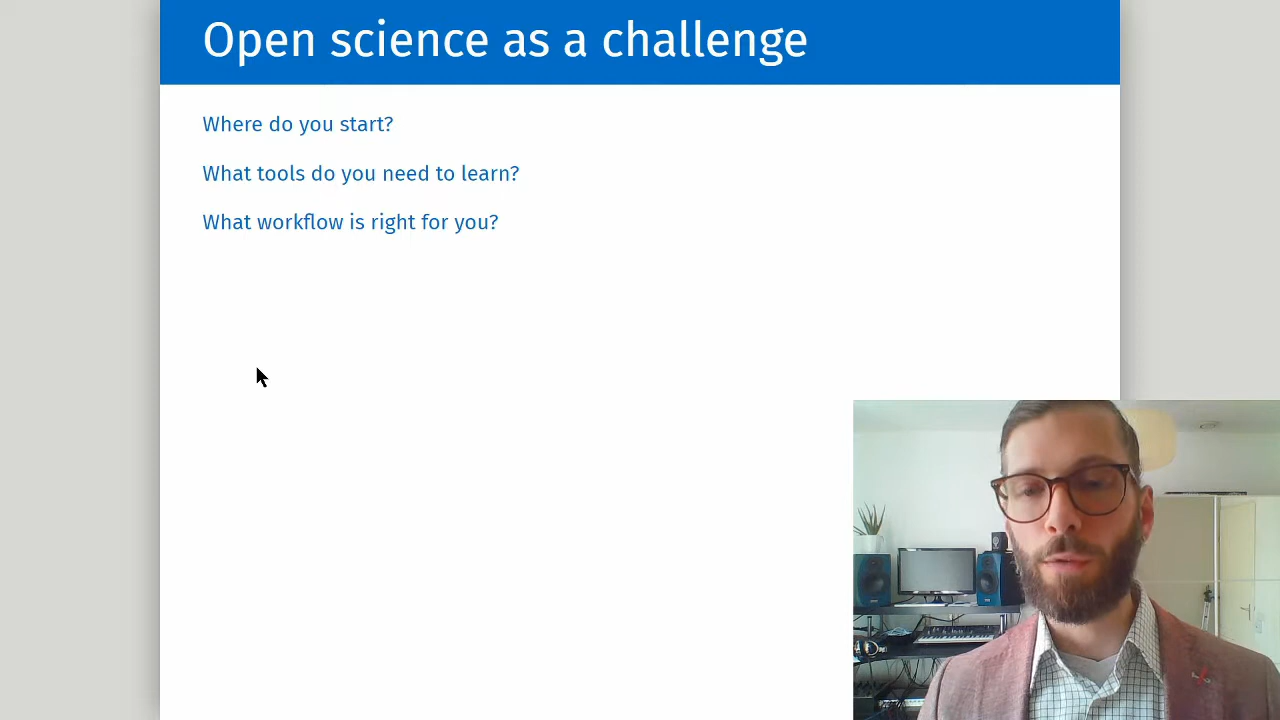 Open science as a challenge
Where do you start?
What tools do you need to learn?
What workflow is right for you?